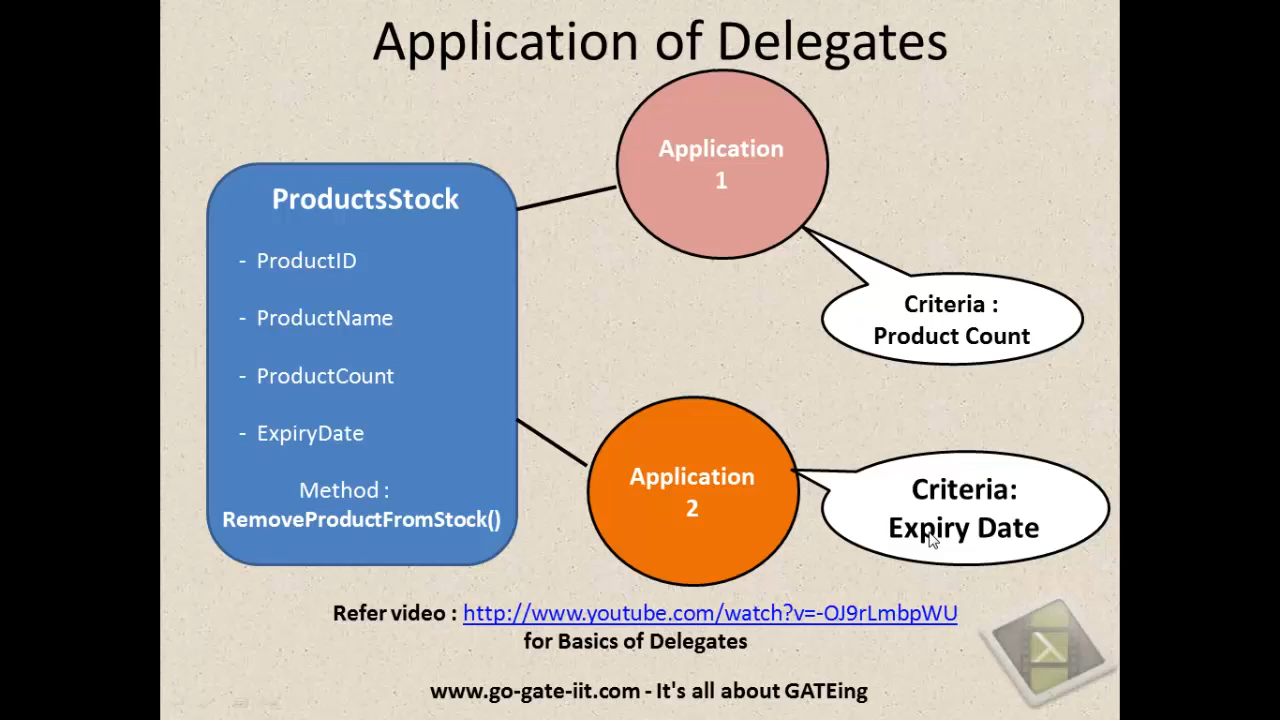 Application of Delegates
Application
1
ProductsStock
- ProductID
- ProductName
- ProductCount
- ExpiryDate
Method :
RemoveProductFromStock()
Criteria :
Product Count
Application
2
Criteria:
Expiry Date
Refer video : http://www.youtube.com/watch?v=-OJ9rLmbpWU
for Basics of Delegates
www.go-gate-iit.com - It's all about GATEing